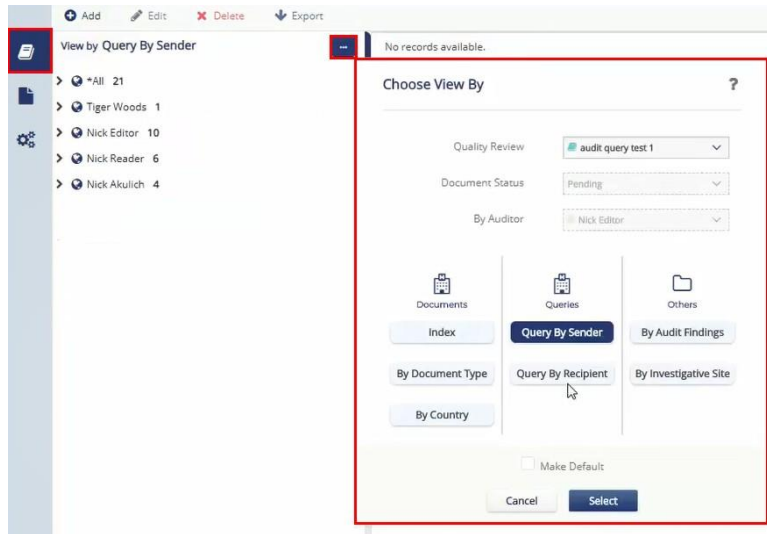 Add Edit Delete Export
View by Query By Sender ...
No records available.
*All 21
Tiger Woods 1
Nick Editor 10
Nick Reader 6
Nick Akulich 4
Choose View By ?
Quality Review audit query test 1
Document Status Pending
By Auditor Nick Editor
Documents Queries Others
Index Query By Sender By Audit Findings
By Document Type Query By Recipient By Investigative Site
By Country
Make Default
Cancel Select